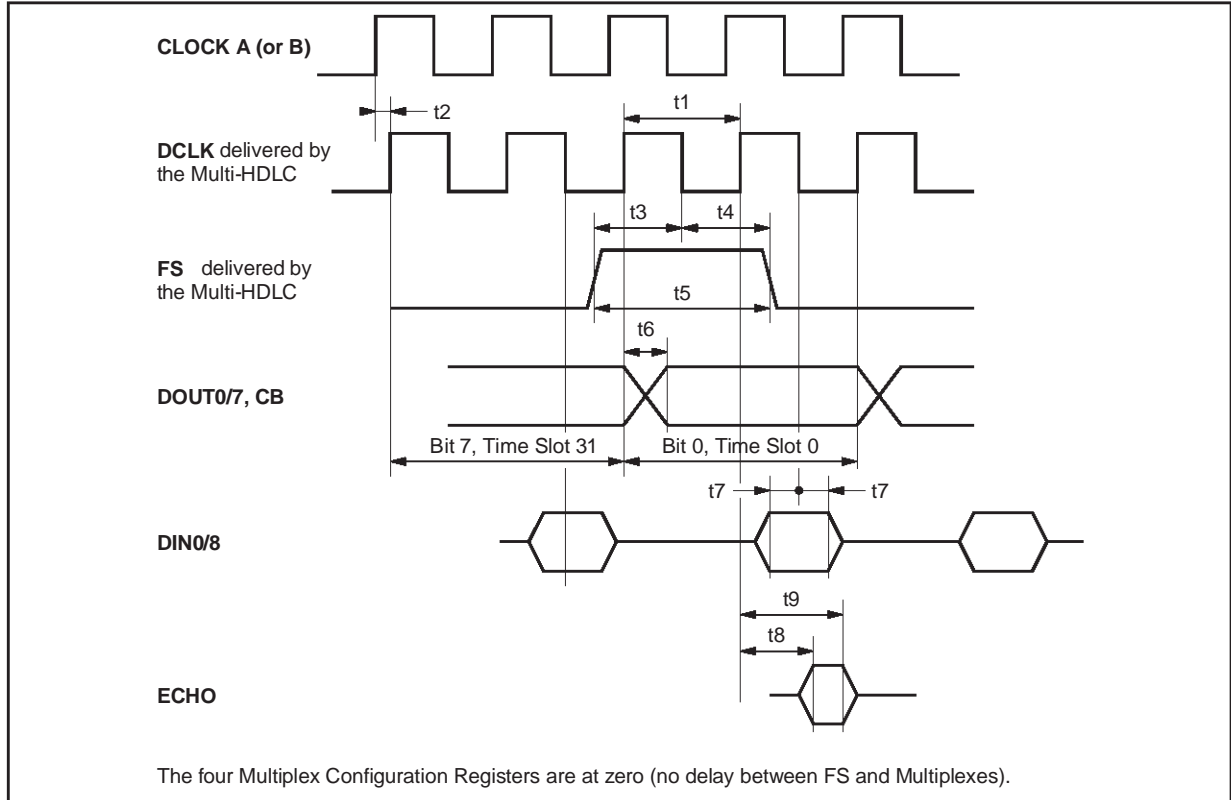 CLOCK A (or B)
t2
t1
DCLK delivered by
the Multi-HDLC
t3
t4
FS delivered by
the Multi-HDLC
t5
t6
DOUT0/7, CB
Bit 7, Time Slot 31
Bit 0, Time Slot 0
t7
t7
DIN0/8
t9
t8
ECHO
The four Multiplex Configuration Registers are at zero (no delay between FS and Multiplexes).